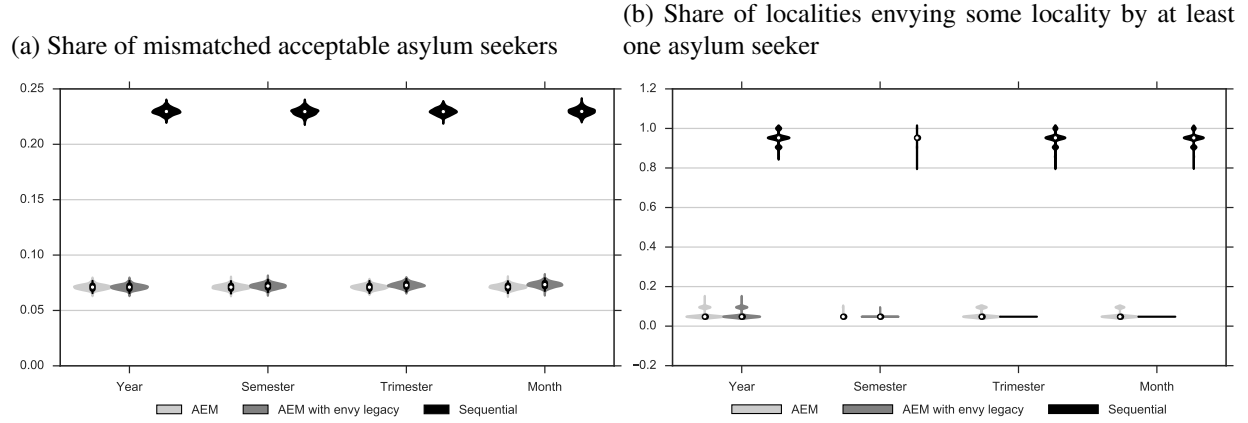 (a) Share of mismatched acceptable asylum seekers
0.25
0.20
0.15
0.10
0.05
0.00
Year Semester Trimester Month
AEM AEM with envy legacy Sequential
(b) Share of localities envying some locality by at least
one asylum seeker
1.2
1.0
0.8
0.6
0.4
0.2
0.0
−0.2
Year Semester Trimester Month
AEM AEM with envy legacy Sequential